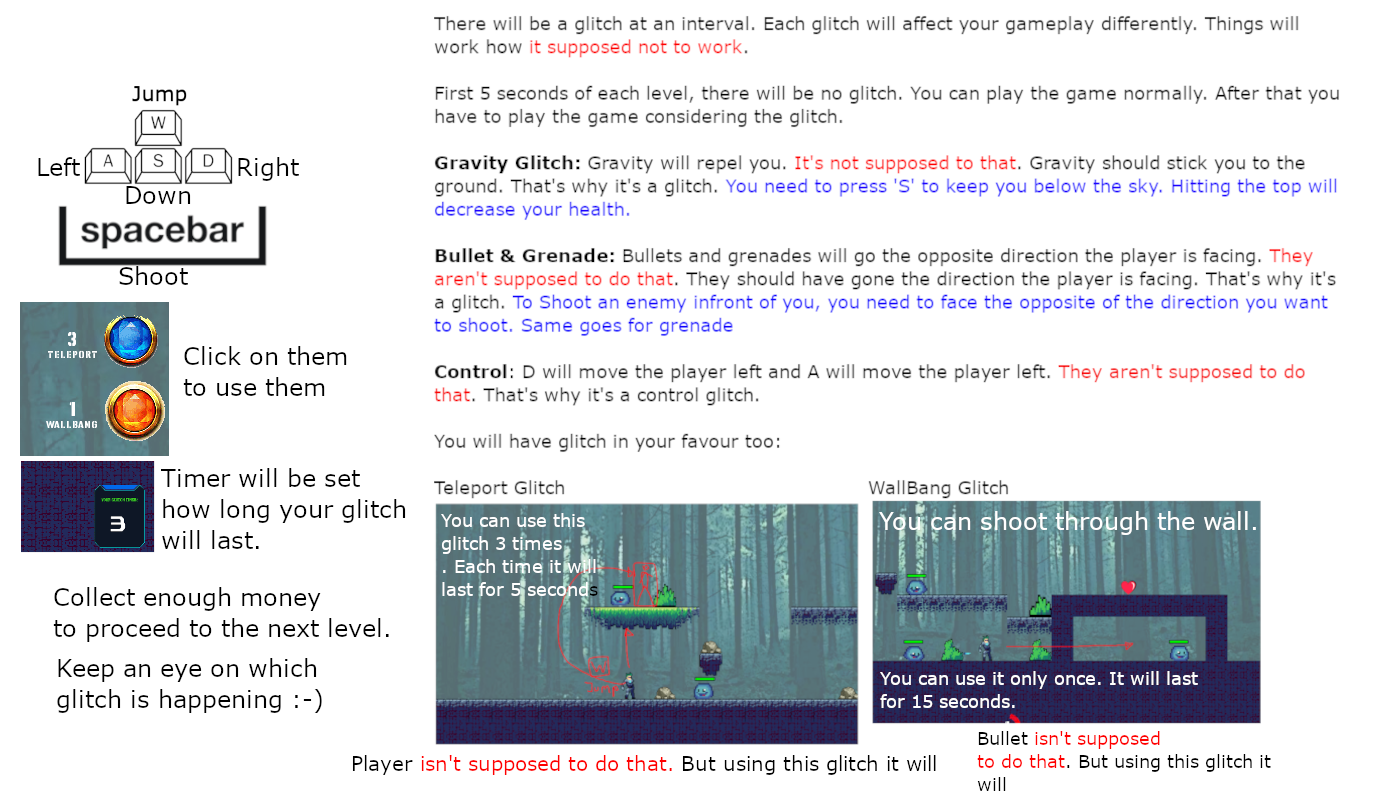 There will be a glitch at an interval. Each glitch will affect your gameplay differently. Things will
work how it supposed not to work.
First 5 seconds of each level, there will be no glitch. You can play the game normally. After that you
have to play the game considering the glitch.
Gravity Glitch: Gravity will repel you. It's not supposed to that. Gravity should stick you to the
ground. That's why it's a glitch. You need to press 'S' to keep you below the sky. Hitting the top will
decrease your health.
Bullet & Grenade: Bullets and grenades will go the opposite direction the player is facing. They
aren't supposed to do that. They should have gone the direction the player is facing. That's why it's
a glitch. To Shoot an enemy infront of you, you need to face the opposite of the direction you want
to shoot. Same goes for grenade
Control: D will move the player left and A will move the player left. They aren't supposed to do
that. That's why it's a control glitch.
You will have glitch in your favour too:
Jump
W
Left A S D Right
Down
spacebar
Shoot
3
TELEPORT
1
WALLBANG
Click on them
to use them
3
Timer will be set
how long your glitch
will last.
Collect enough money
to proceed to the next level.
Keep an eye on which
glitch is happening :-)
Teleport Glitch
You can use this
glitch 3 times
. Each time it will
last for 5 seconds
Player isn't supposed to do that. But using this glitch it will
WallBang Glitch
You can shoot through the wall.
You can use it only once. It will last
for 15 seconds.
Bullet isn't supposed
to do that. But using this glitch it
will